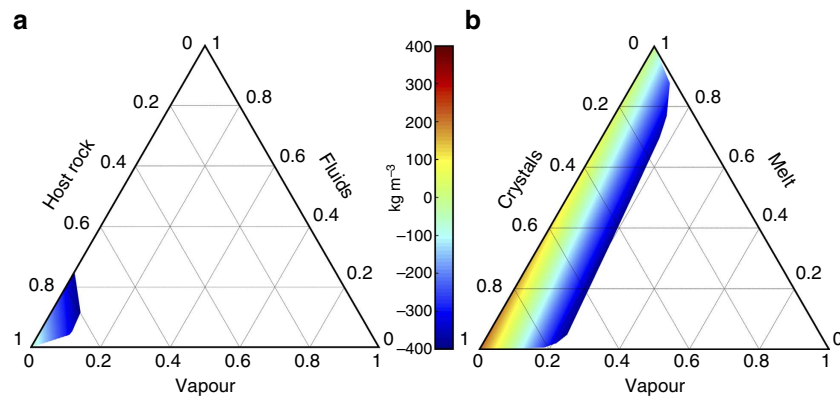 a
0 1
0.2 0.8
0.4 0.6
0.6 0.4
0.8 0.2
1 0
0 0.2 0.4 0.6 0.8 1
Host rock
Fluids
Vapour
400
300
200
100
0
−100
−200
−300
−400
kg m−3
b
0 1
0.2 0.8
0.4 0.6
0.6 0.4
0.8 0.2
1 0
0 0.2 0.4 0.6 0.8 1
Crystals
Melt
Vapour